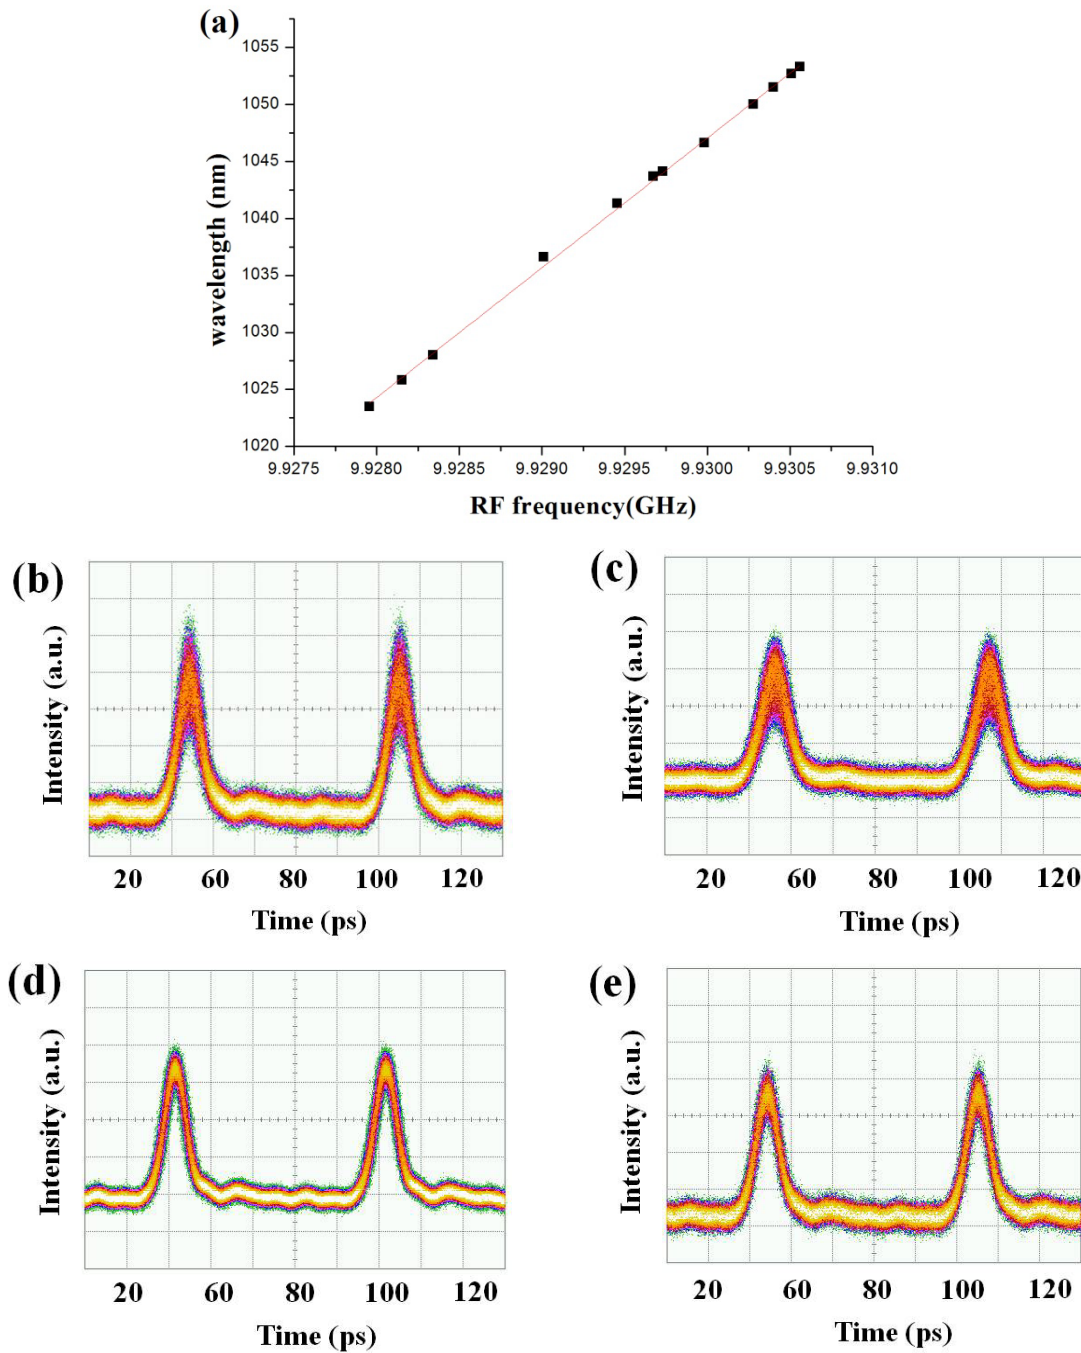 (a)
1055
1050
1045
1040
1035
1030
1025
1020
wavelength (nm)
9.9275 9.9280 9.9285 9.9290 9.9295 9.9300 9.9305 9.9310
RF frequency(GHz)
(b)
Intensity (a.u.)
20 60 80 100 120
Time (ps)
(c)
Intensity (a.u.)
20 60 80 100 120
Time (ps)
(d)
Intensity (a.u.)
20 60 80 100 120
Time (ps)
(e)
Intensity (a.u.)
20 60 80 100 120
Time (ps)